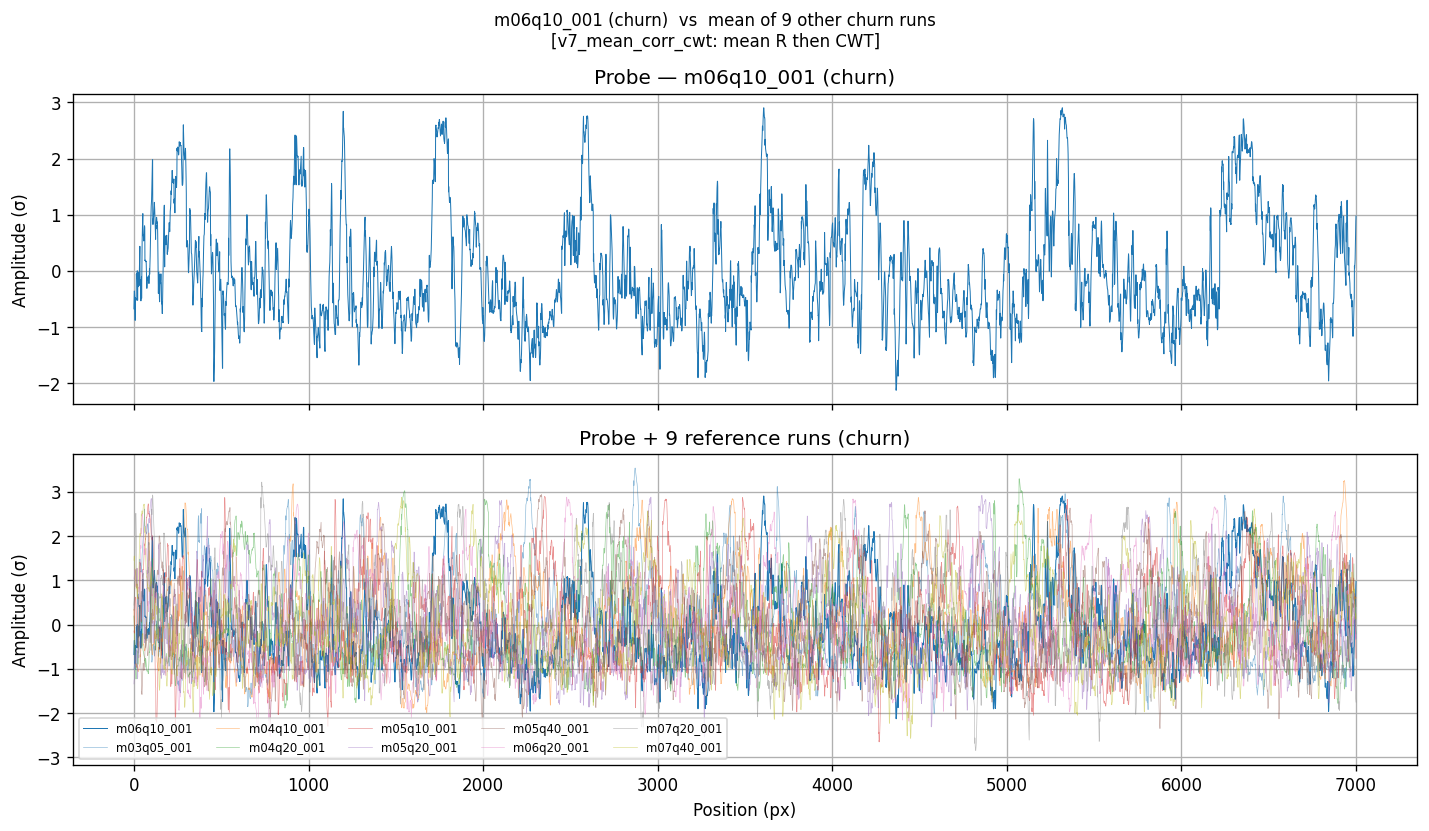 m06q10_001 (churn)  vs  mean of 9 other churn runs
[v7_mean_corr_cwt: mean R then CWT]
Probe — m06q10_001 (churn)
3
2
1
0
−1
−2
Amplitude (σ)
Probe + 9 reference runs (churn)
3
2
1
0
−1
−2
−3
Amplitude (σ)
m06q10_001 m04q10_001 m05q10_001 m05q40_001 m07q20_001
m03q05_001 m04q20_001 m05q20_001 m06q20_001 m07q40_001
0 1000 2000 3000 4000 5000 6000 7000
Position (px)